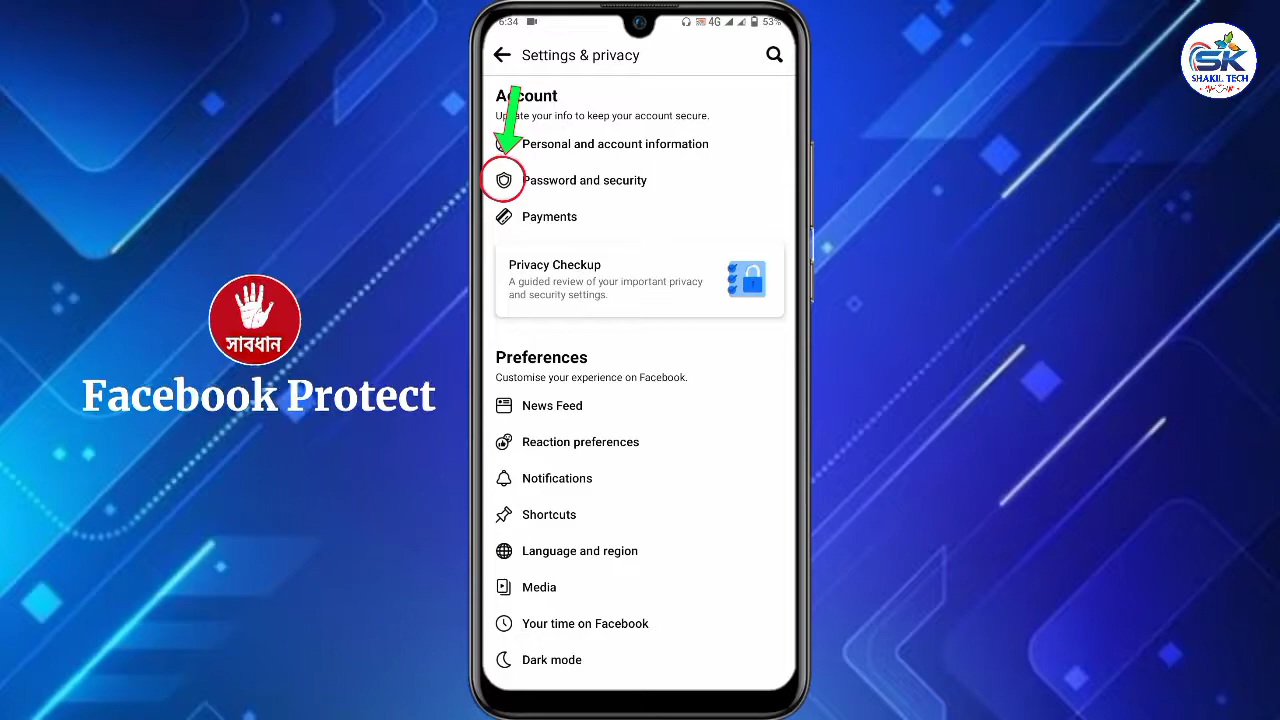 6:34
4G
53%
Settings & privacy
SK
SHAKIL TECH
Account
Update your info to keep your account secure.
Personal and account information
Password and security
Payments
Privacy Checkup
A guided review of your important privacy
and security settings.
সাবধান
Facebook Protect
Preferences
Customise your experience on Facebook.
News Feed
Reaction preferences
Notifications
Shortcuts
Language and region
Media
Your time on Facebook
Dark mode